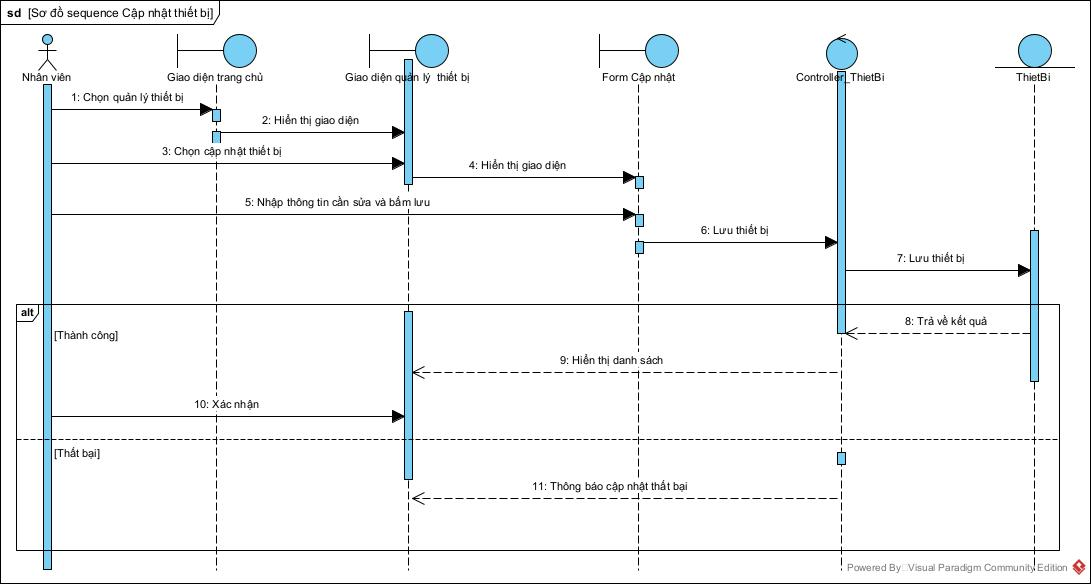 sd [Sơ đồ sequence Cập nhật thiết bị]
Nhân viên
Giao diện trang chủ
Giao diện quản lý thiết bị
Form Cập nhật
Controller_ThietBi
ThietBi
1: Chọn quản lý thiết bị
2: Hiển thị giao diện
3: Chọn cập nhật thiết bị
4: Hiển thị giao diện
5: Nhập thông tin cần sửa và bấm lưu
6: Lưu thiết bị
7: Lưu thiết bị
alt
8: Trả về kết quả
[Thành công]
9: Hiển thị danh sách
10: Xác nhận
[Thất bại]
11: Thông báo cập nhật thất bại
Powered By Visual Paradigm Community Edition